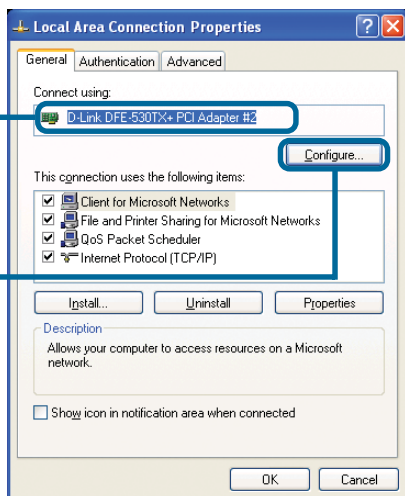 Local Area Connection Properties
General Authentication Advanced
Connect using:
D-Link DFE-530TX+ PCI Adapter #2
Configure...
This connection uses the following items:
Client for Microsoft Networks
File and Printer Sharing for Microsoft Networks
QoS Packet Scheduler
Internet Protocol (TCP/IP)
Install... Uninstall Properties
Description
Allows your computer to access resources on a Microsoft
network.
Show icon in notification area when connected
OK Cancel